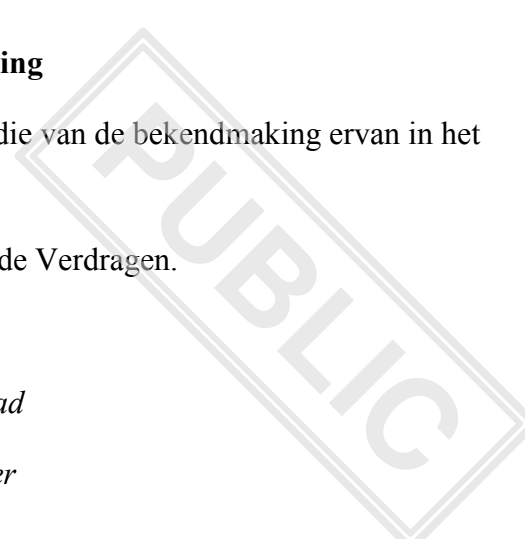 ing
die van de bekendmaking ervan in het
de Verdragen.
ad
er
PUBLIC